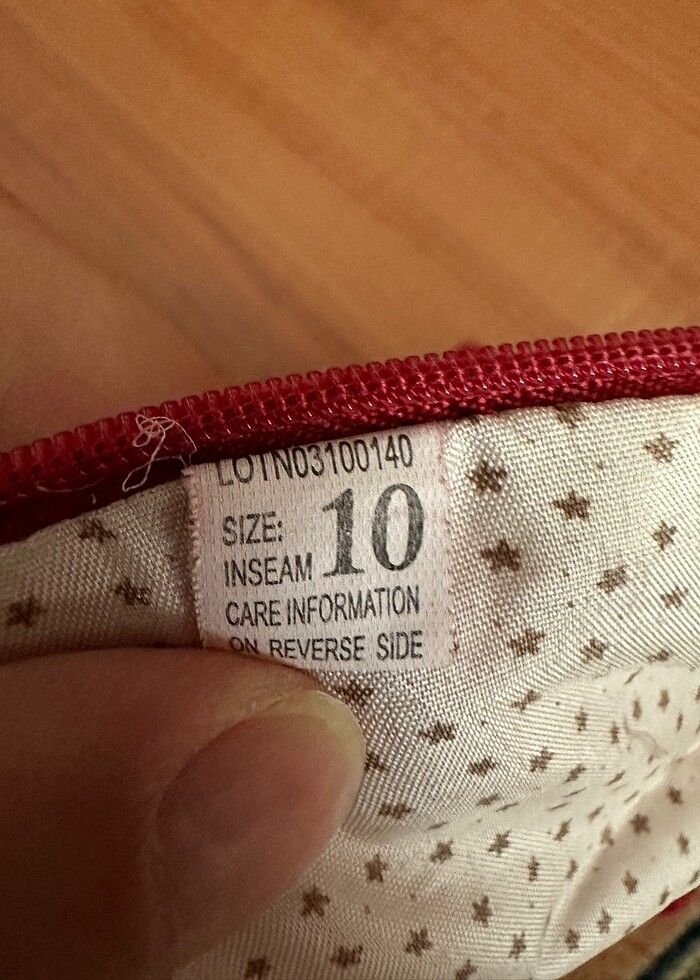 LOTN03100140
SIZE: 10
INSEAM
CARE INFORMATION
ON REVERSE SIDE